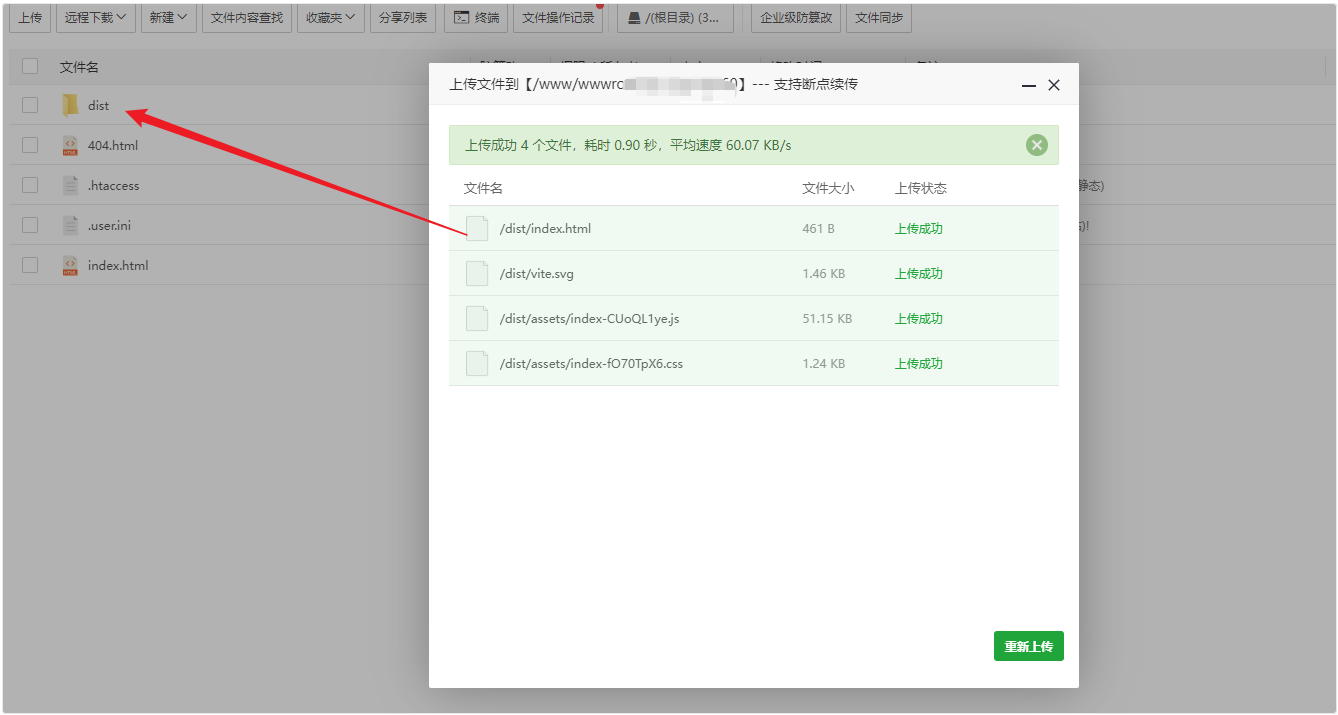 上传 远程下载 新建 文件内容查找 收藏夹 分享列表 终端 文件操作记录 /(根目录) (3... 企业级防篡改 文件同步
文件名
dist
404.html
.htaccess
.user.ini
index.html
静态)
)!
上传文件到【/www/wwwro 60】--- 支持断点续传
上传成功 4 个文件，耗时 0.90 秒，平均速度 60.07 KB/s
文件名 文件大小 上传状态
/dist/index.html 461 B 上传成功
/dist/vite.svg 1.46 KB 上传成功
/dist/assets/index-CUoQL1ye.js 51.15 KB 上传成功
/dist/assets/index-fO70TpX6.css 1.24 KB 上传成功
重新上传